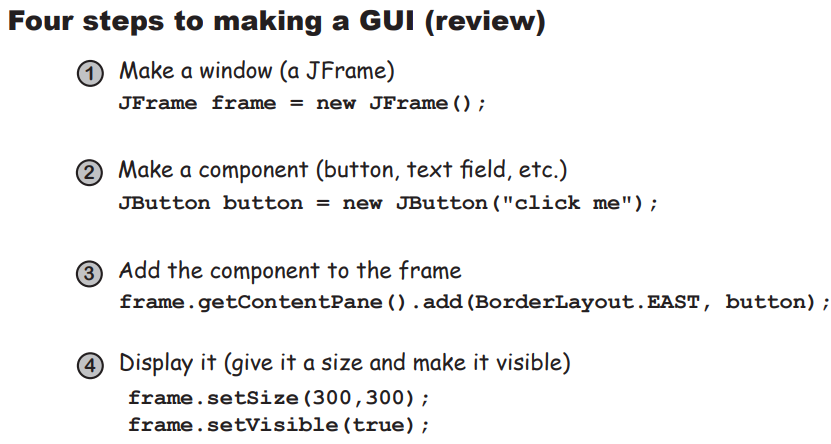 Four steps to making a GUI (review)
1 Make a window (a JFrame)
JFrame frame = new JFrame();
2 Make a component (button, text field, etc.)
JButton button = new JButton("click me");
3 Add the component to the frame
frame.getContentPane().add(BorderLayout.EAST, button);
4 Display it (give it a size and make it visible)
frame.setSize(300,300);
frame.setVisible(true);